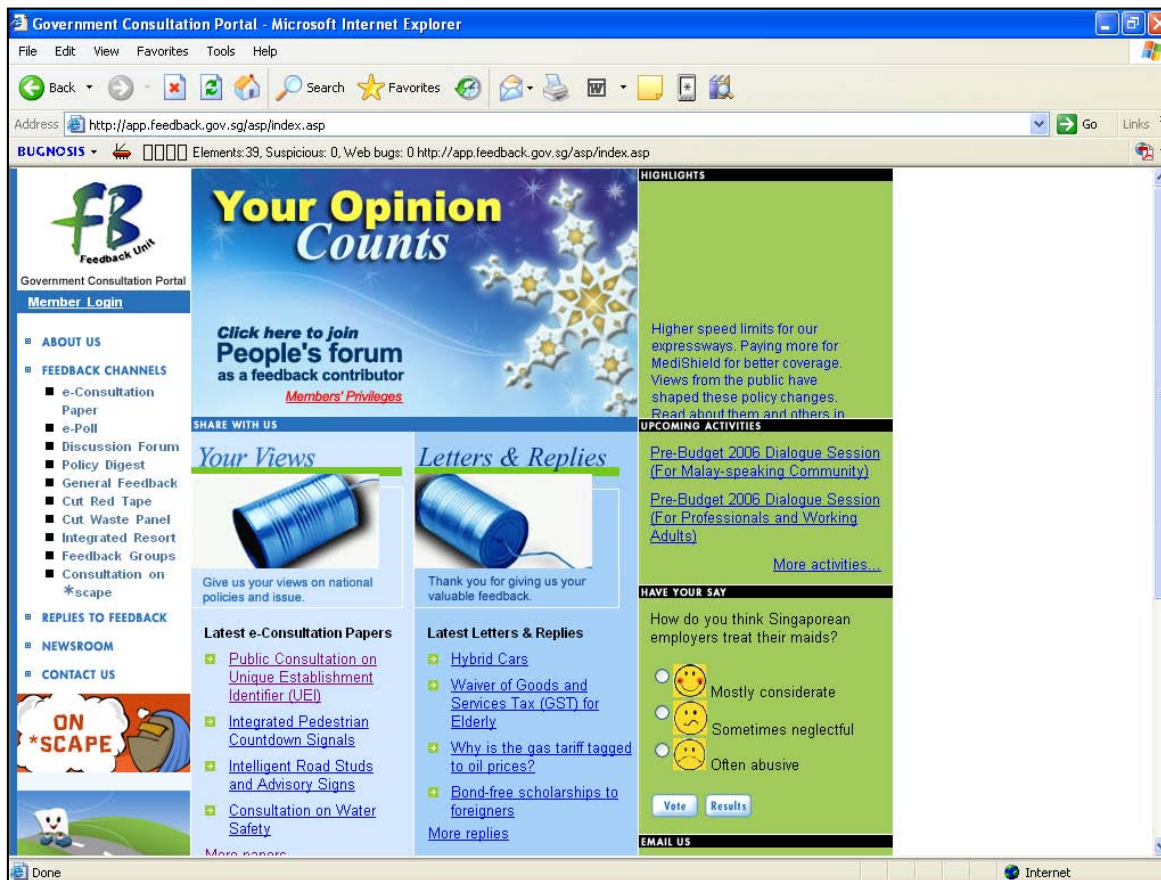 Government Consultation Portal - Microsoft Internet Explorer
File Edit View Favorites Tools Help
Back Search Favorites
Address http://app.feedback.gov.sg/asp/index.asp Go Links
BUGNOSIS Elements:39, Suspicious: 0, Web bugs: 0 http://app.feedback.gov.sg/asp/index.asp
FB
Feedback Unit
Government Consultation Portal
Member Login
ABOUT US
FEEDBACK CHANNELS
e-Consultation
Paper
e-Poll
Discussion Forum
Policy Digest
General Feedback
Cut Red Tape
Cut Waste Panel
Integrated Resort
Feedback Groups
Consultation on
*scape
REPLIES TO FEEDBACK
NEWSROOM
CONTACT US
ON
*SCAPE
Your Opinion
Counts
Click here to join
People's forum
as a feedback contributor
Members' Privileges
SHARE WITH US
Your Views
Give us your views on national
policies and issue.
Latest e-Consultation Papers
Public Consultation on
Unique Establishment
Identifier (UEI)
Integrated Pedestrian
Countdown Signals
Intelligent Road Studs
and Advisory Signs
Consultation on Water
Safety
More papers
Letters & Replies
Thank you for giving us your
valuable feedback.
Latest Letters & Replies
Hybrid Cars
Waiver of Goods and
Services Tax (GST) for
Elderly
Why is the gas tariff tagged
to oil prices?
Bond-free scholarships to
foreigners
More replies
HIGHLIGHTS
Higher speed limits for our
expressways. Paying more for
MediShield for better coverage.
Views from the public have
shaped these policy changes.
Read about them and others in
UPCOMING ACTIVITIES
Pre-Budget 2006 Dialogue Session
(For Malay-speaking Community)
Pre-Budget 2006 Dialogue Session
(For Professionals and Working
Adults)
More activities...
HAVE YOUR SAY
How do you think Singaporean
employers treat their maids?
Mostly considerate
Sometimes neglectful
Often abusive
Vote Results
EMAIL US
Done Internet